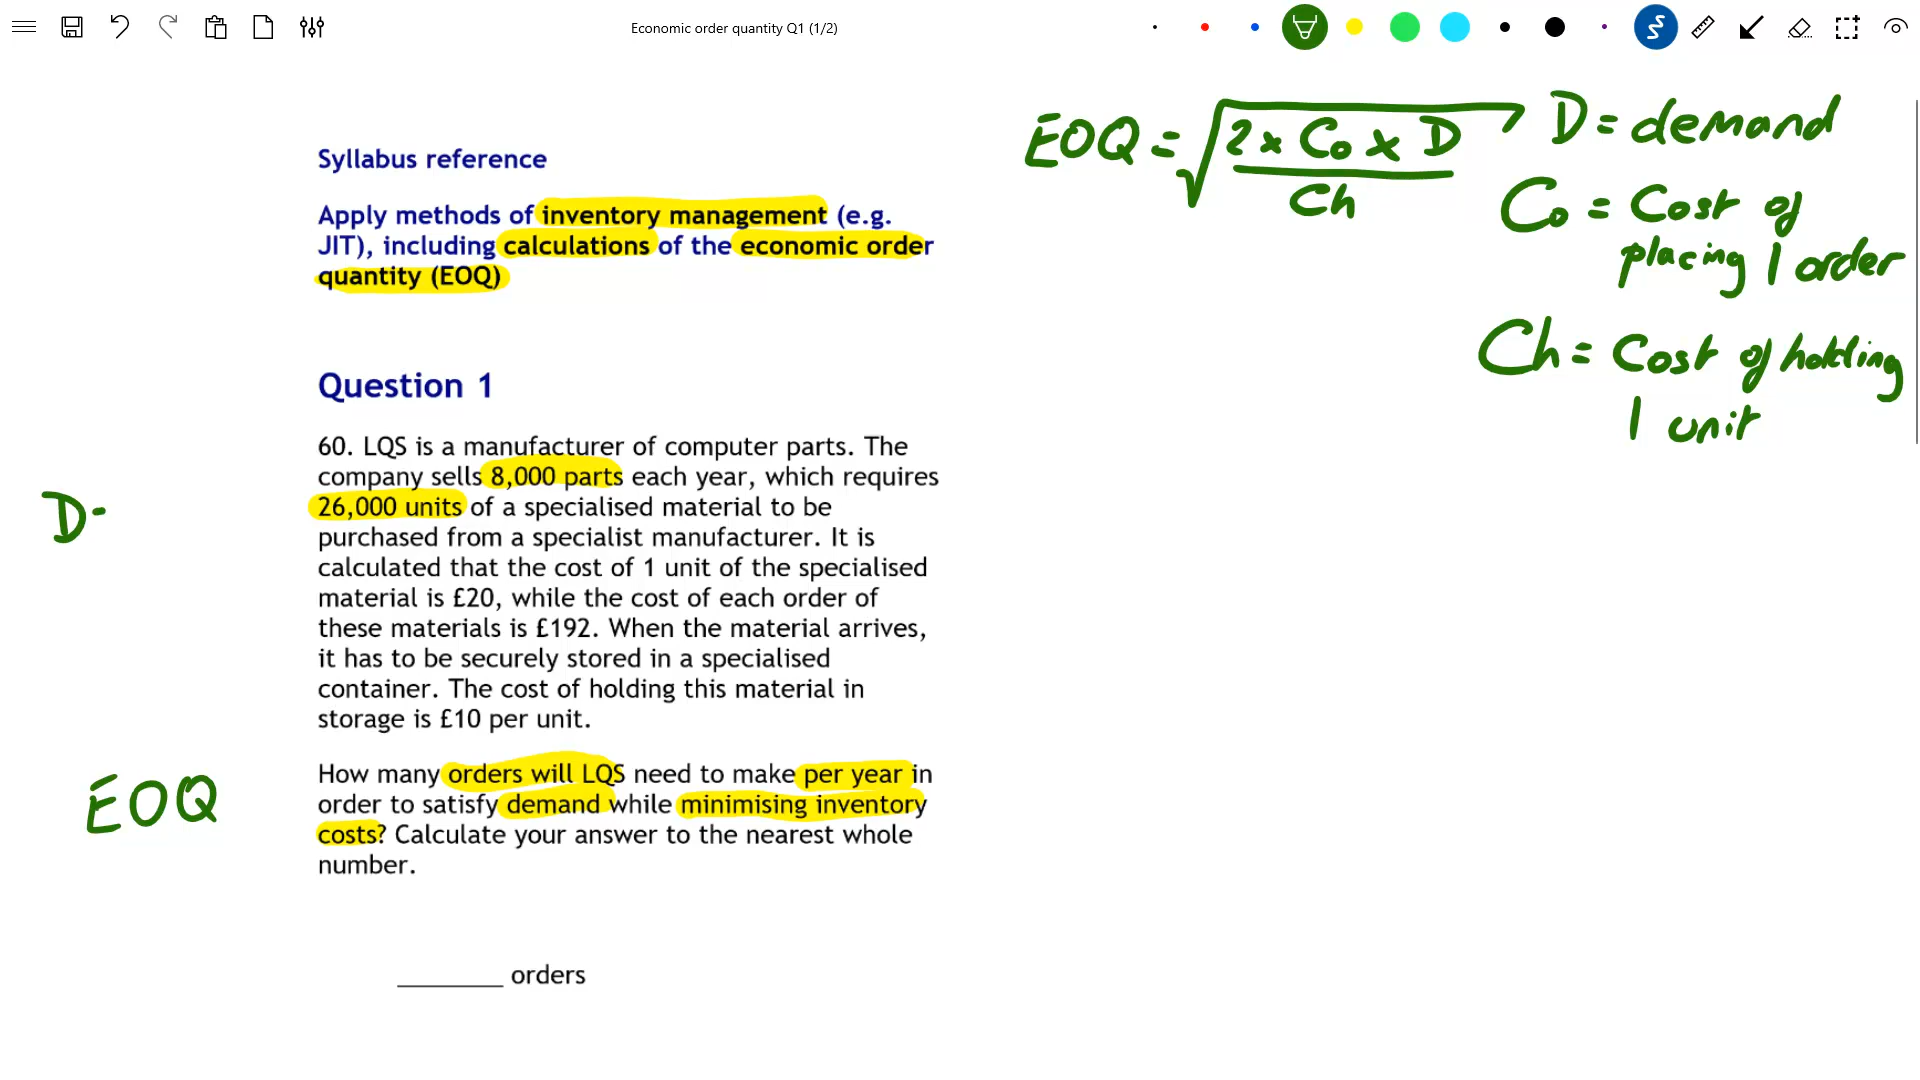 Economic order quantity Q1 (1/2)
Syllabus reference
Apply methods of inventory management (e.g.
JIT), including calculations of the economic order
quantity (EOQ)
Question 1
60. LQS is a manufacturer of computer parts. The
company sells 8,000 parts each year, which requires
26,000 units of a specialised material to be
purchased from a specialist manufacturer. It is
calculated that the cost of 1 unit of the specialised
material is £20, while the cost of each order of
these materials is £192. When the material arrives,
it has to be securely stored in a specialised
container. The cost of holding this material in
storage is £10 per unit.
How many orders will LQS need to make per year in
order to satisfy demand while minimising inventory
costs? Calculate your answer to the nearest whole
number.
________ orders
D-
EOQ
EOQ = √2 x Co x D
Ch
D = demand
Co = Cost of
placing 1 order
Ch = Cost of holding
1 unit